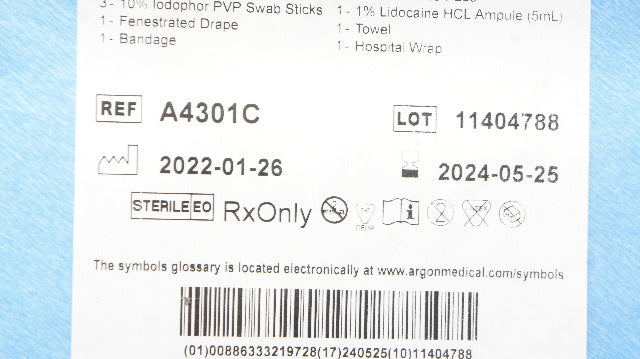 3- 10% Iodophor PVP Swab Sticks
1- 1% Lidocaine HCL Ampule (5mL)
1- Fenestrated Drape
1- Towel
1- Bandage
1- Hospital Wrap
REF A4301C
LOT 11404788
2022-01-26
2024-05-25
STERILE EO RxOnly
The symbols glossary is located electronically at www.argonmedical.com/symbols
(01)00886333219728(17)240525(10)11404788